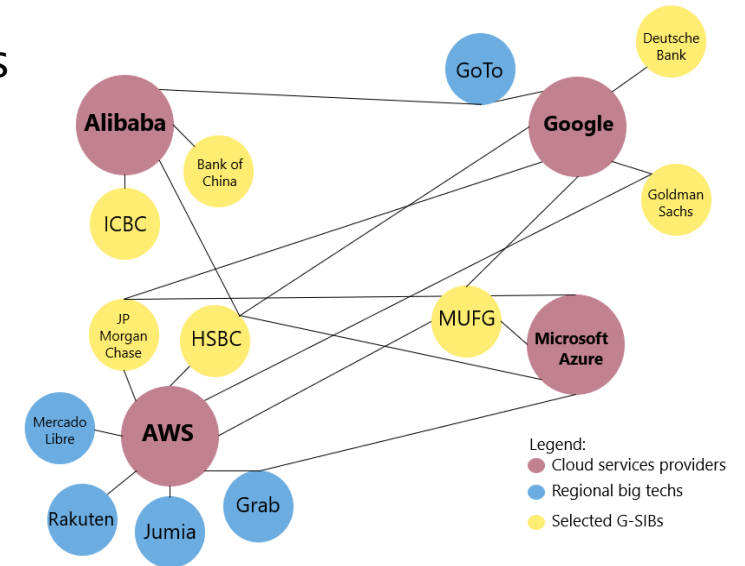 s
Deutsche
Bank
GoTo
Alibaba
Google
Bank of
China
Goldman
Sachs
ICBC
JP
Morgan
Chase
HSBC
MUFG
Microsoft
Azure
Mercado
Libre
AWS
Legend:
Cloud services providers
Regional big techs
Selected G-SIBs
Rakuten
Jumia
Grab